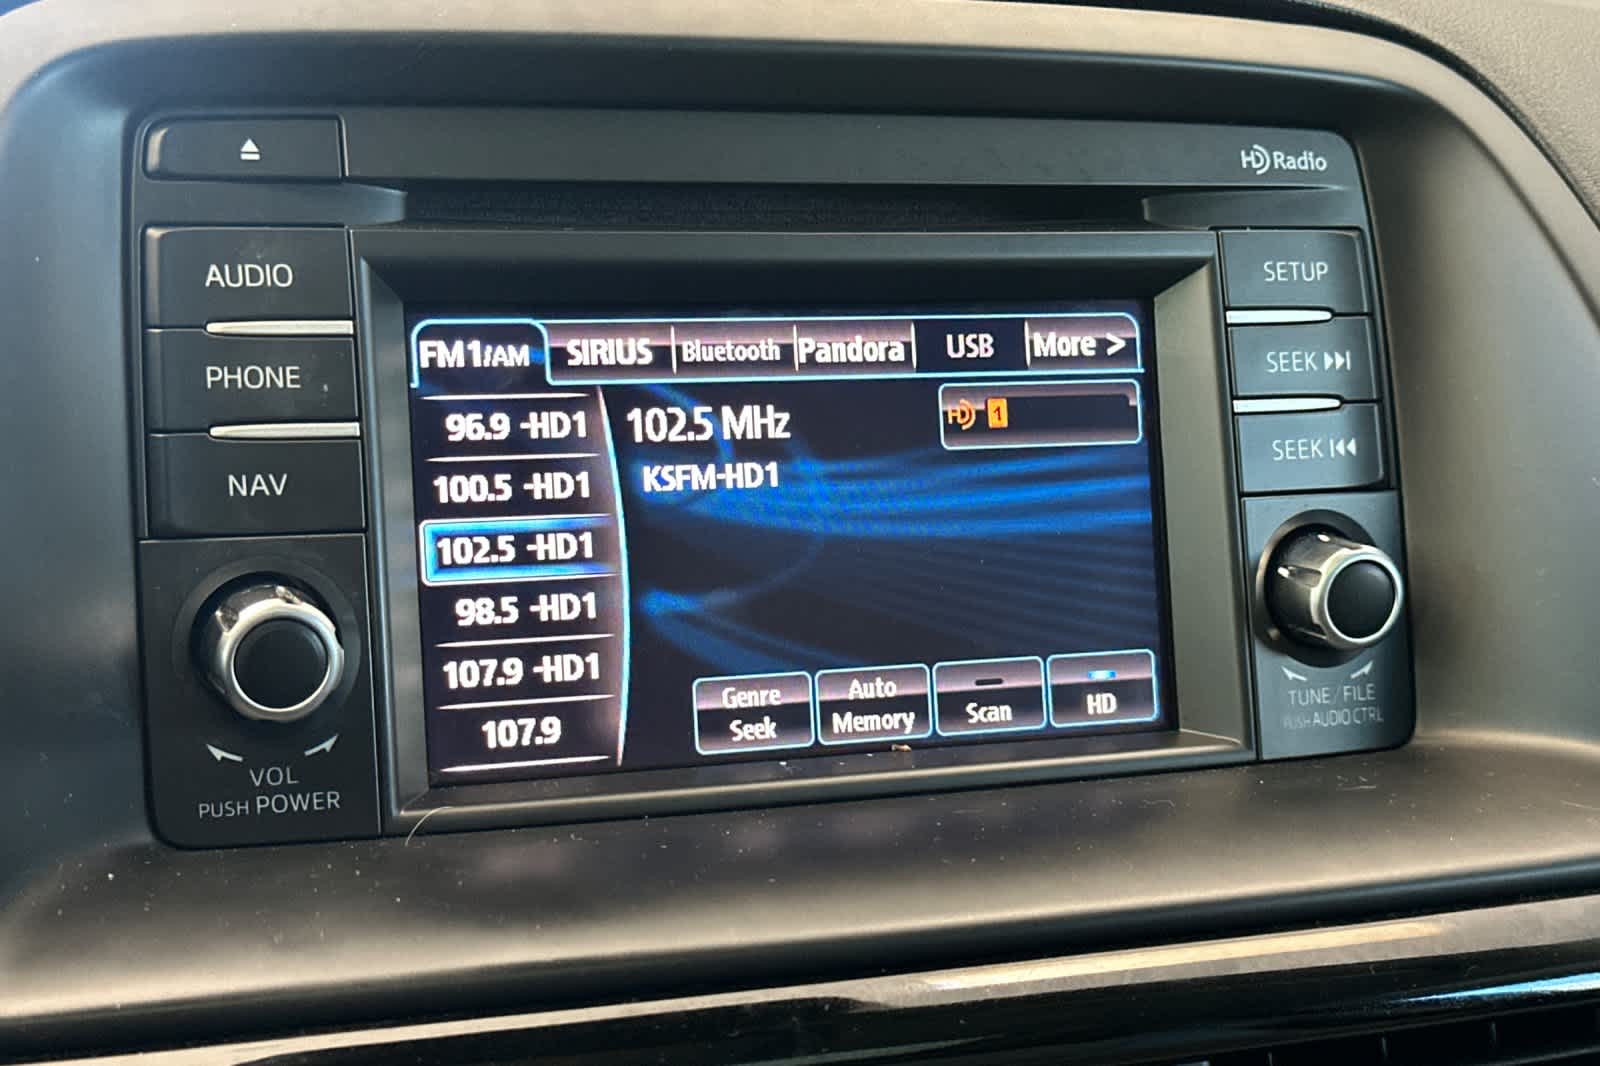 HD Radio
AUDIO
PHONE
NAV
VOL
PUSH POWER
FM1/AM SIRIUS Bluetooth Pandora USB More >
96.9 -HD1
100.5 -HD1
102.5 -HD1
98.5 -HD1
107.9 -HD1
107.9
102.5 MHz
HD 1
KSFM-HD1
Genre
Seek
Auto
Memory
Scan
HD
SETUP
SEEK
SEEK
TUNE/FILE
PUSH AUDIO CTRL